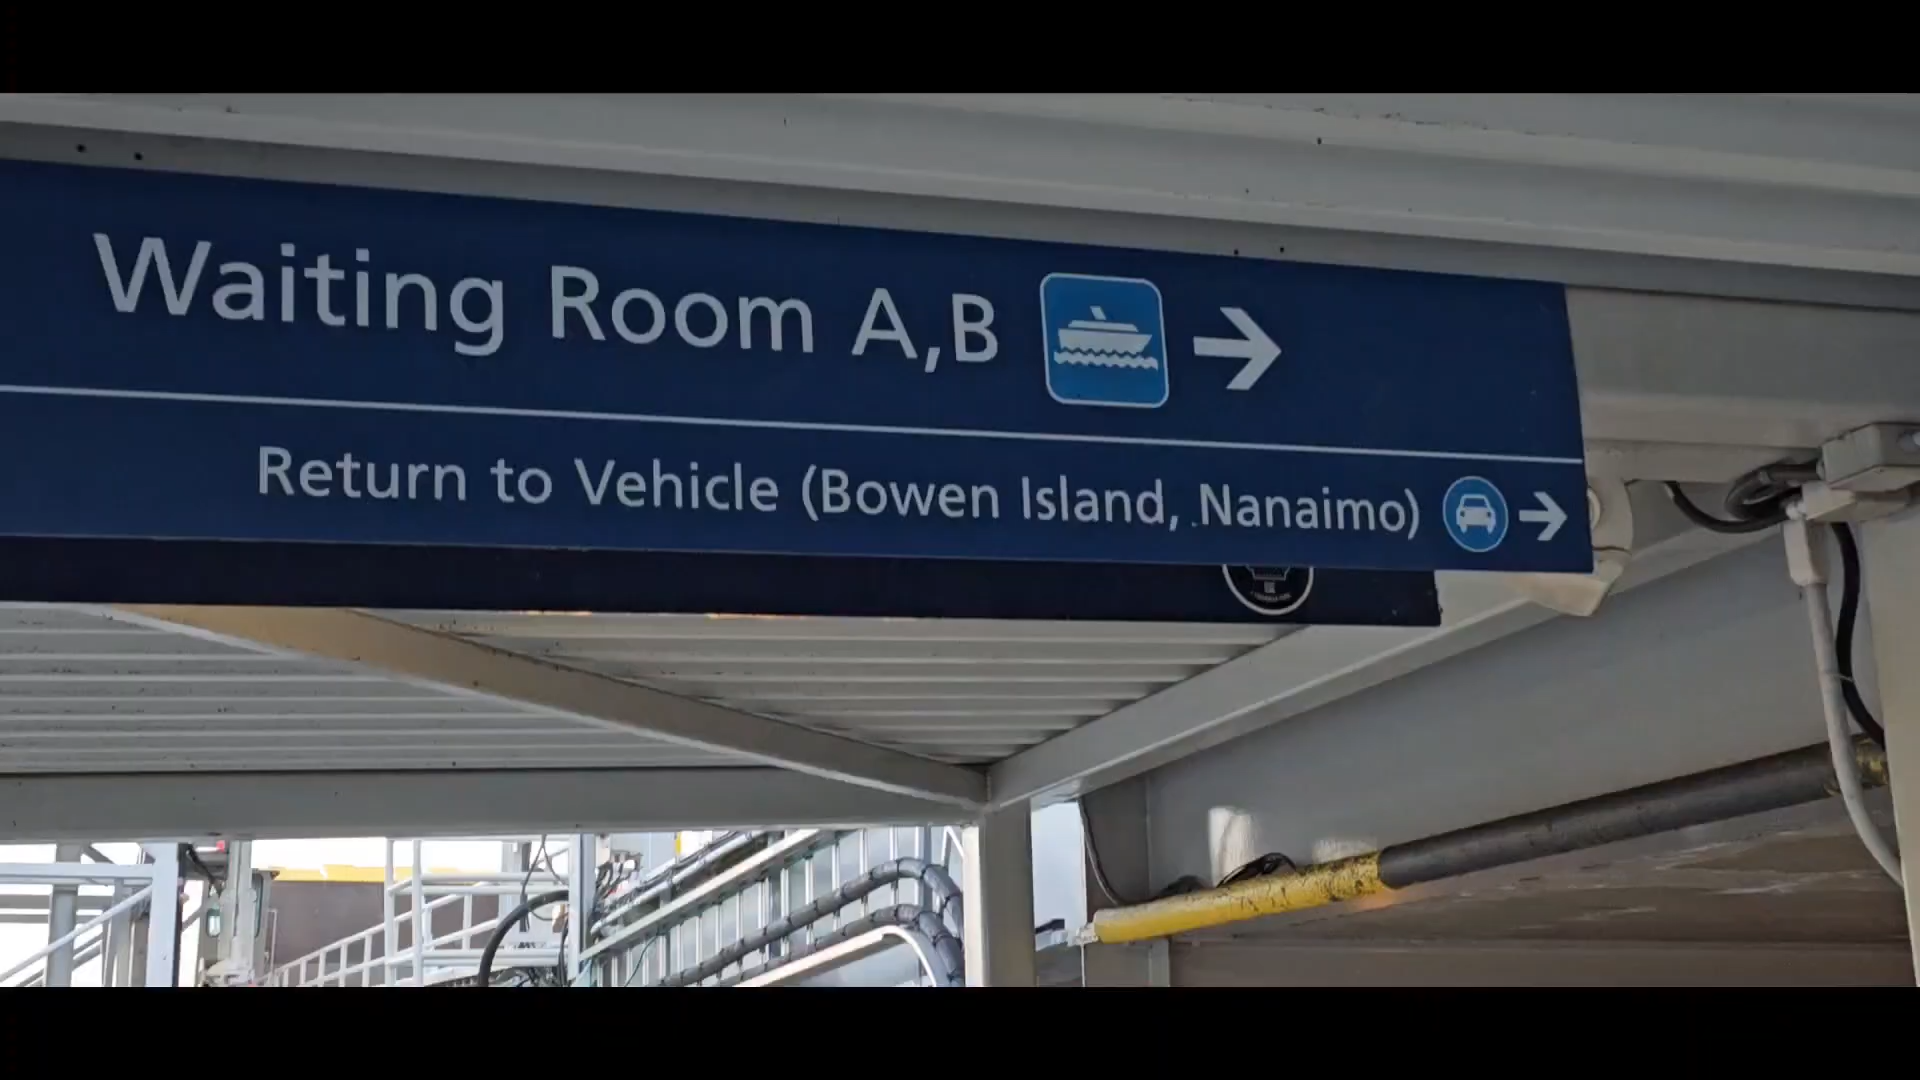 Waiting Room A,B
Return to Vehicle (Bowen Island, Nanaimo)